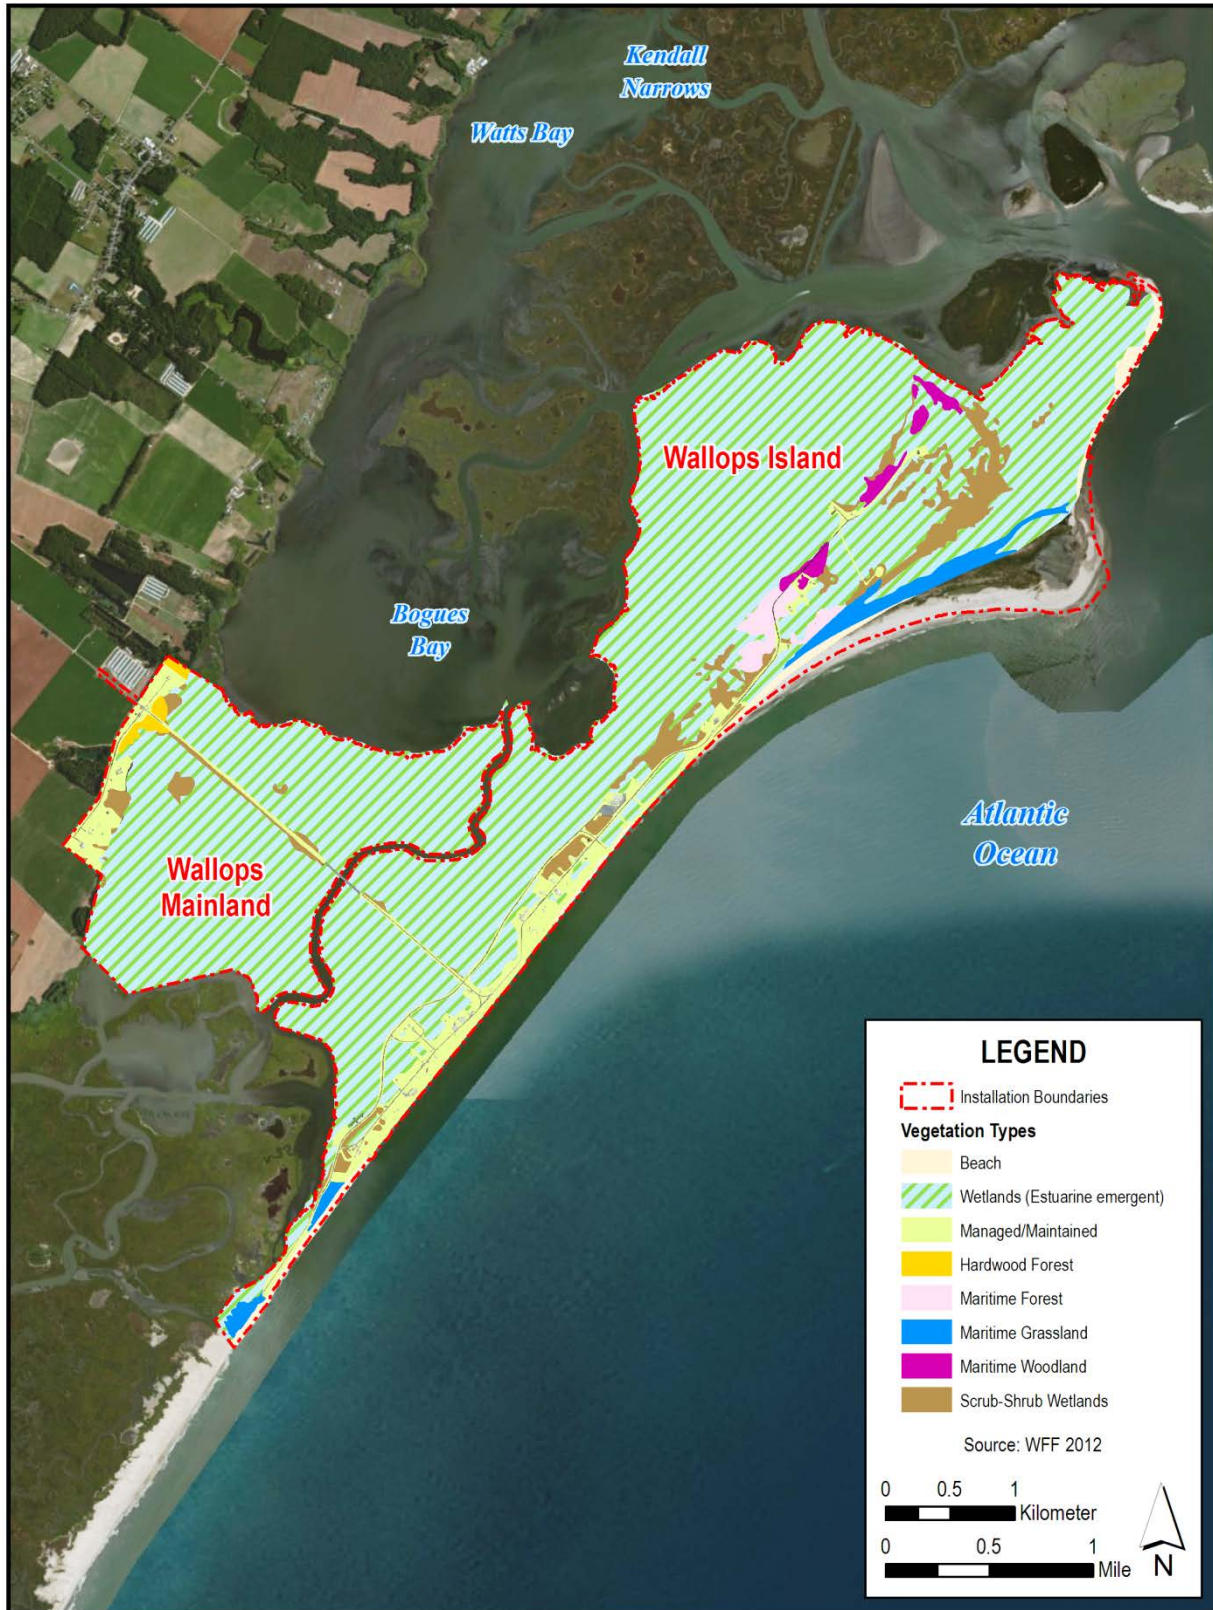 Kendall
Narrows
Watts Bay
Wallops Island
Bogues
Bay
Atlantic
Ocean
Wallops
Mainland
LEGEND
Installation Boundaries
Vegetation Types
Beach
Wetlands (Estuarine emergent)
Managed/Maintained
Hardwood Forest
Maritime Forest
Maritime Grassland
Maritime Woodland
Scrub-Shrub Wetlands
Source: WFF 2012
0 0.5 1
Kilometer
0 0.5 1
Mile
N